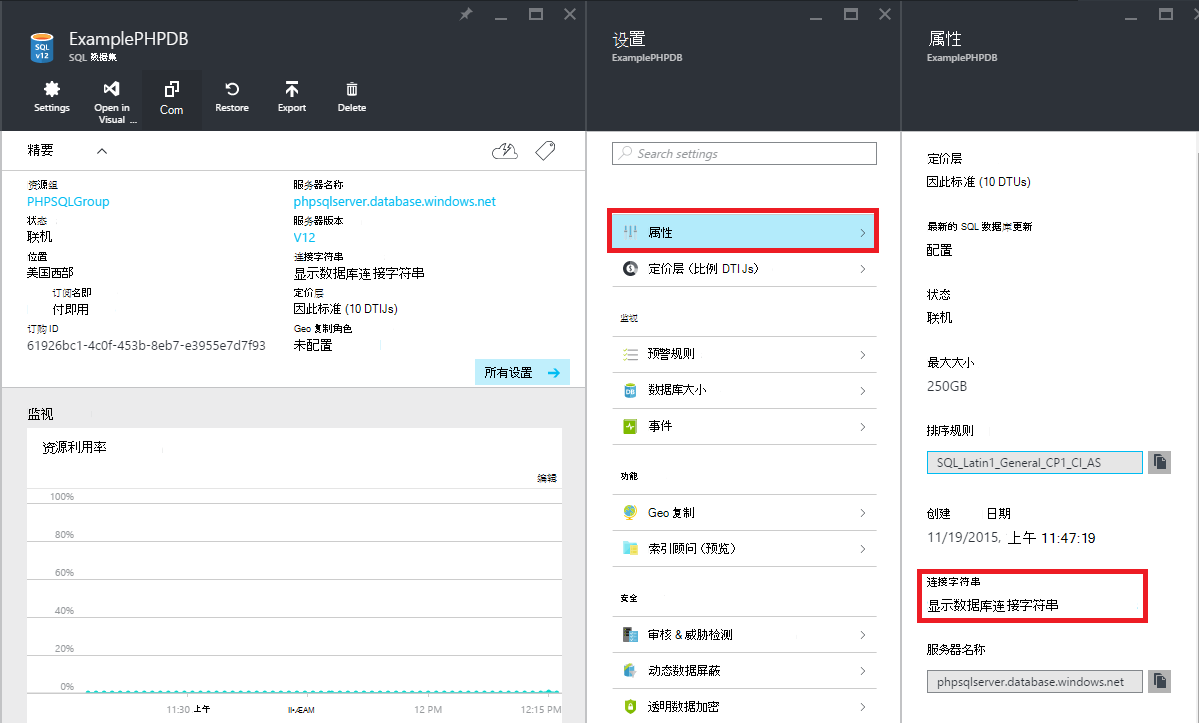 ExamplePHPDB
SQL 数据集
SQL
v12
Settings
Open in
Visual ...
Com
Restore
Export
Delete
精要
资源组
PHPSQLGroup
状态
联机
位置
美国西部
订阅名即
付即用
订购 ID
61926bc1-4c0f-453b-8eb7-e3955e7d7f93
服务器名称
phpsqlserver.database.windows.net
服务器版本
V12
连接字符串
显示数据库连接字符串
定价层
因此标准 (10 DTIJs)
Geo 复制角色
未配置
所有设置
监视
资源利用率
编辑
100%
80%
60%
40%
20%
0%
11:30 上午
12 PM
12:15 PM
设置
ExamplePHPDB
Search settings
属性
定价层 (比例 DTIJs)
监视
预警规则
DB
数据库大小
事件
功能
Geo 复制
索引顾问 (预览)
安全
审核 & 威胁检测
动态数据屏蔽
透明数据加密
属性
ExamplePHPDB
定价层
因此标准 (10 DTUs)
最新的 SQL 数据库更新
配置
状态
联机
最大大小
250GB
排序规则
SQL_Latin1_General_CP1_CI_AS
创建 日期
11/19/2015, 上午 11:47:19
连接字符串
显示数据库连接字符串
服务器名称
phpsqlserver.database.windows.net